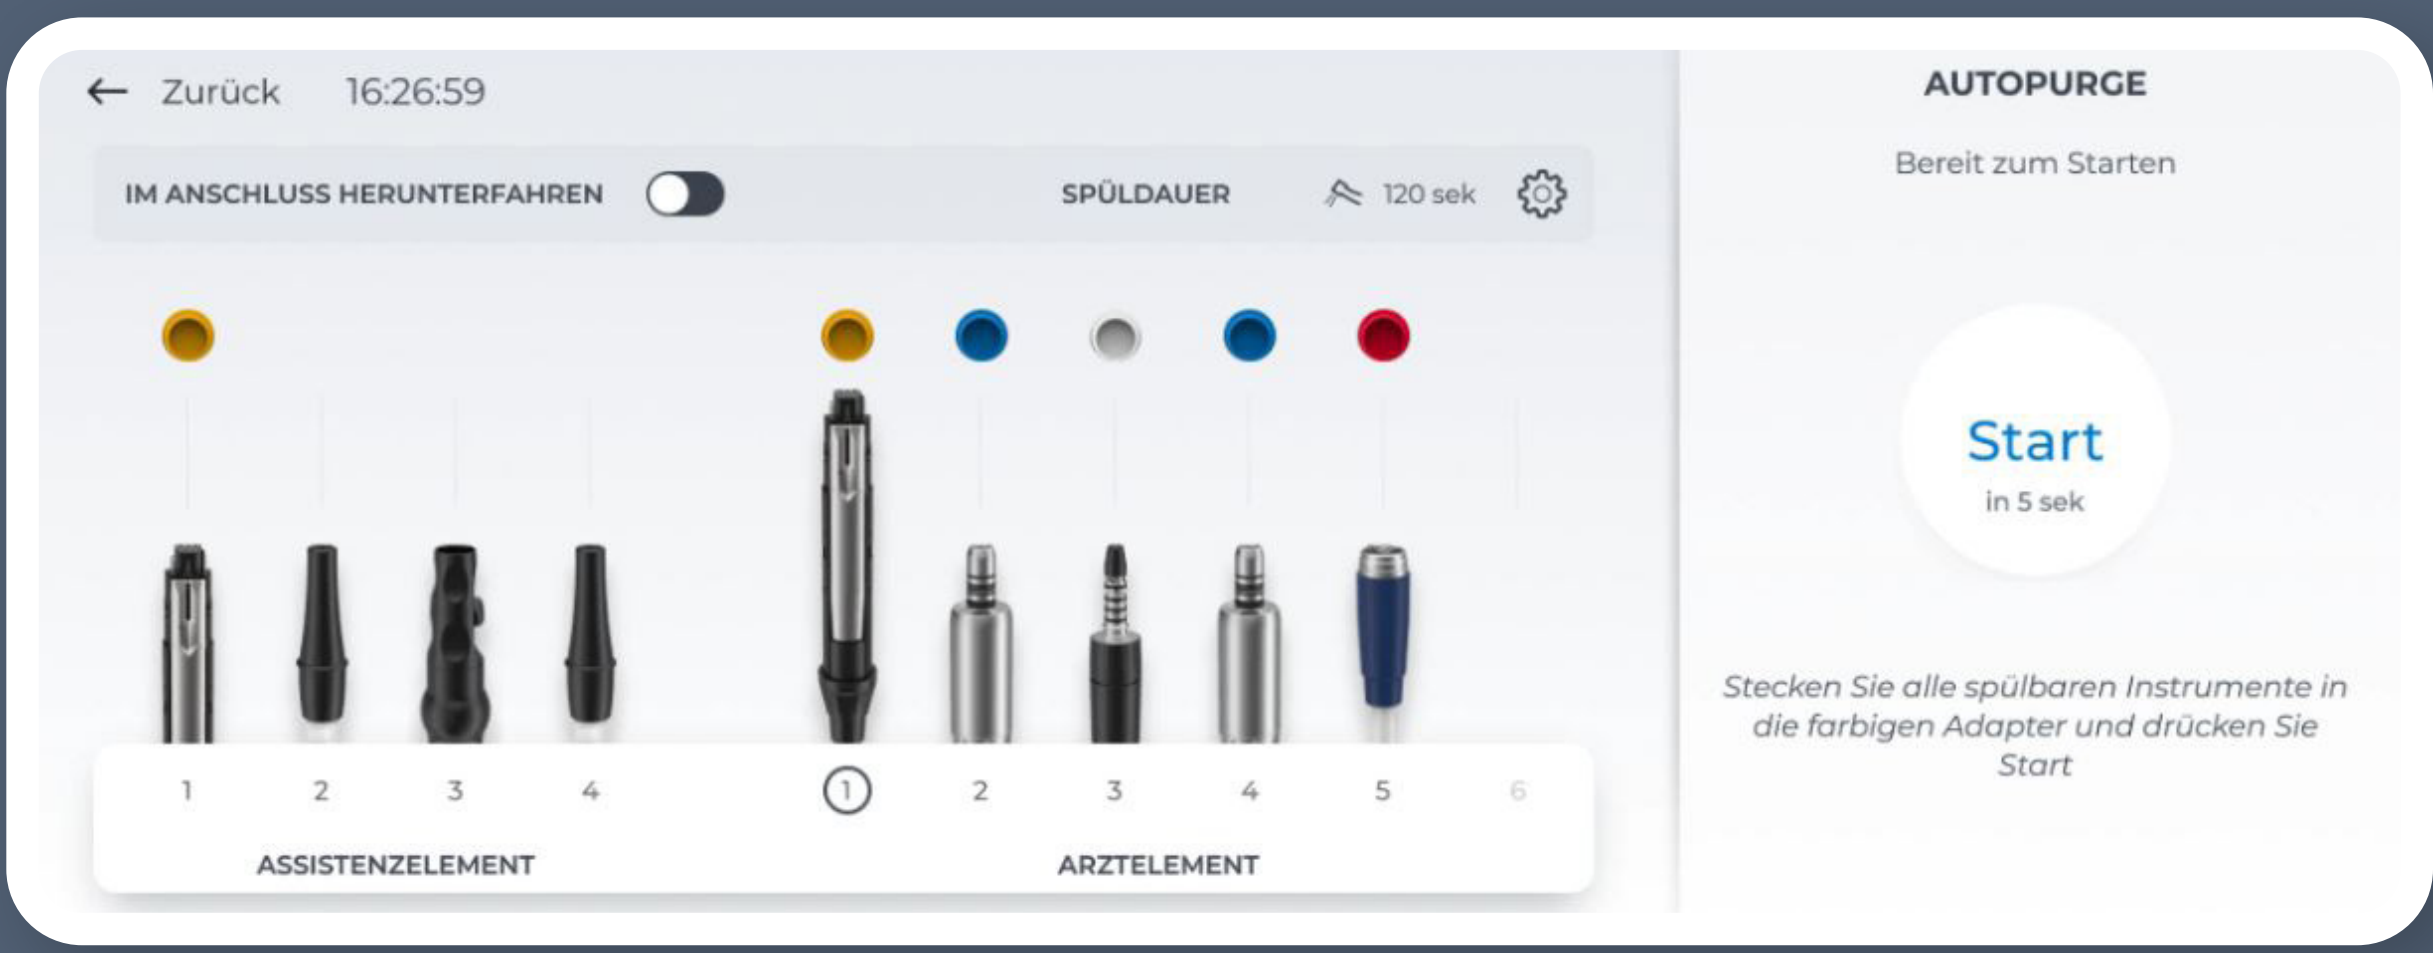 Zurück 16:26:59
IM ANSCHLUSS HERUNTERFAHREN
SPÜLDAUER 120 sek
1 2 3 4
ASSISTENZELEMENT
1 2 3 4 5 6
ARZTELEMENT
AUTOPURGE
Bereit zum Starten
Start
in 5 sek
Stecken Sie alle spülbaren Instrumente in
die farbigen Adapter und drücken Sie
Start